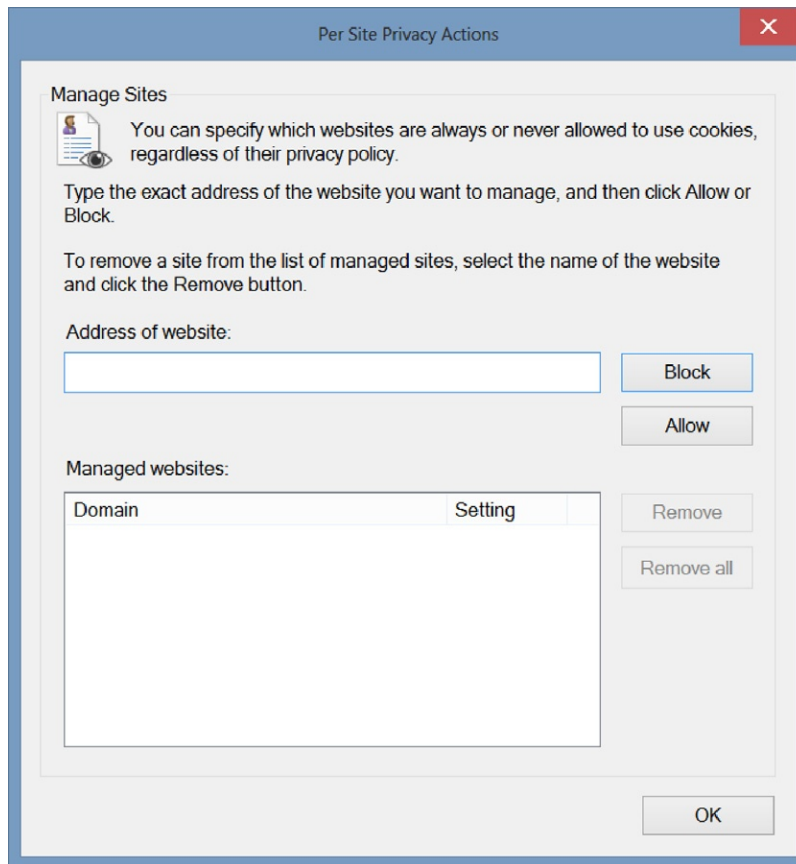 Per Site Privacy Actions
Manage Sites
You can specify which websites are always or never allowed to use cookies,
regardless of their privacy policy.
Type the exact address of the website you want to manage, and then click Allow or
Block.
To remove a site from the list of managed sites, select the name of the website
and click the Remove button.
Address of website:
Block
Allow
Managed websites:
Domain Setting
Remove
Remove all
OK